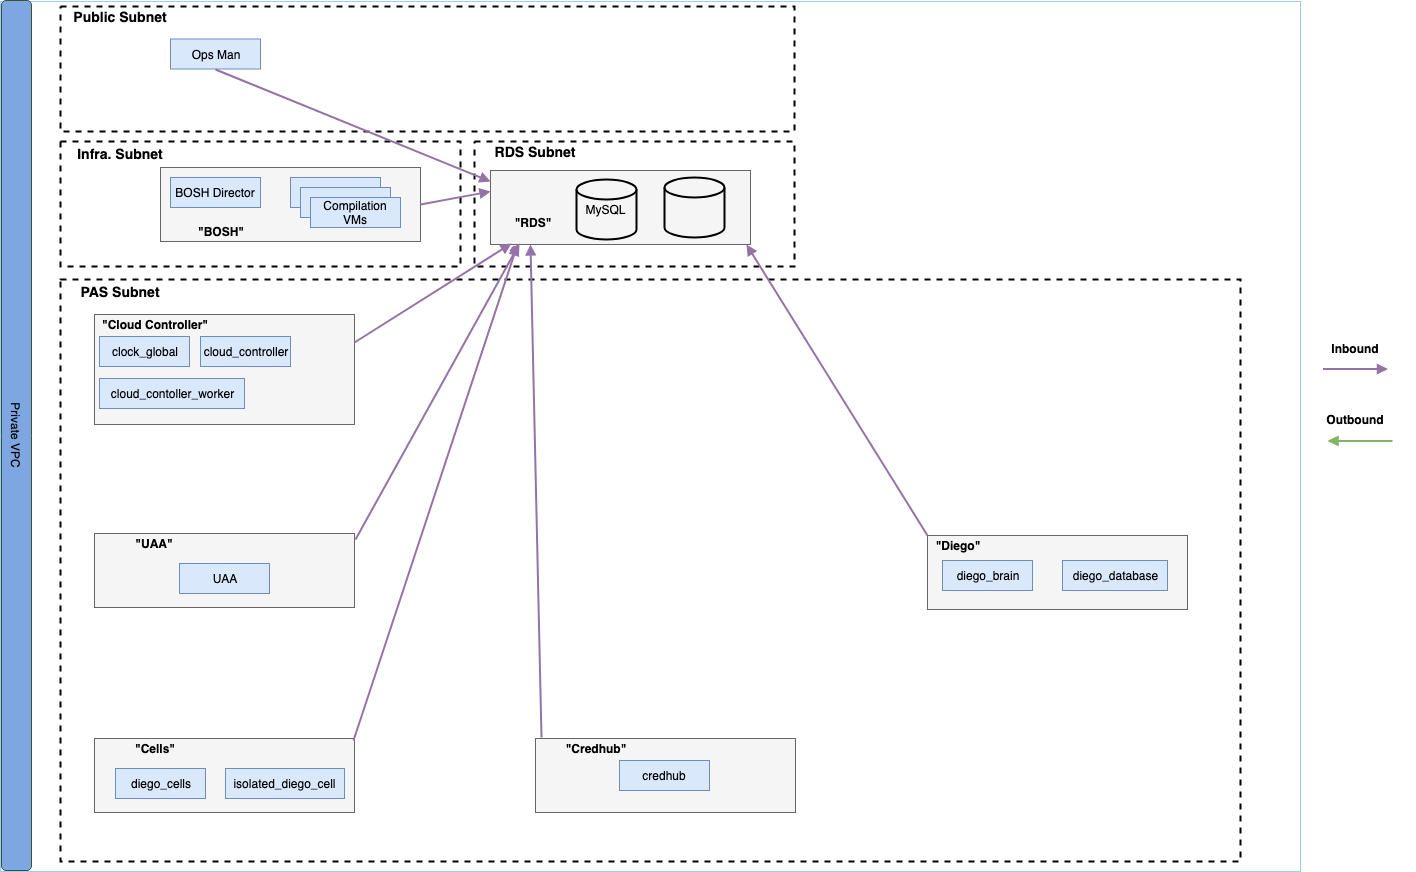 Public Subnet
Ops Man
Infra. Subnet
BOSH Director
Compilation
VMs
"BOSH"
RDS Subnet
"RDS"
MySQL
PAS Subnet
"Cloud Controller"
clock_global
cloud_controller
cloud_contoller_worker
"UAA"
UAA
"Diego"
diego_brain
diego_database
"Cells"
diego_cells
isolated_diego_cell
"Credhub"
credhub
Private VPC
Inbound
Outbound